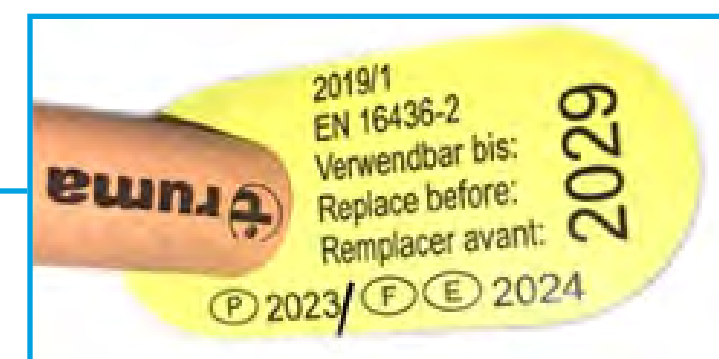 truma
2019/1
EN 16436-2
Verwendbar bis:
Replace before:
Remplacer avant:
2029
P 2023/ F E 2024